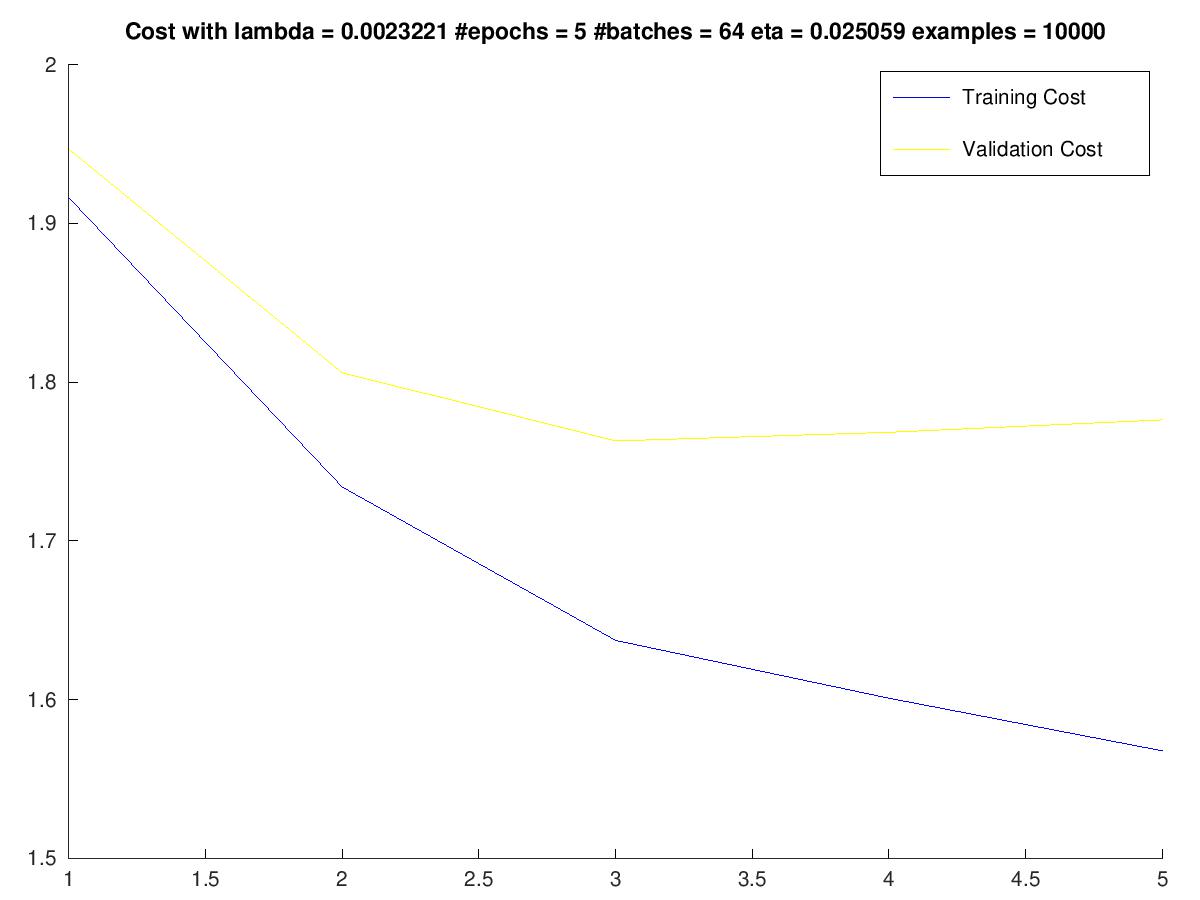 Cost with lambda = 0.0023221 #epochs = 5 #batches = 64 eta = 0.025059 examples = 10000
Training Cost
Validation Cost
2
1.9
1.8
1.7
1.6
1.5
1 1.5 2 2.5 3 3.5 4 4.5 5